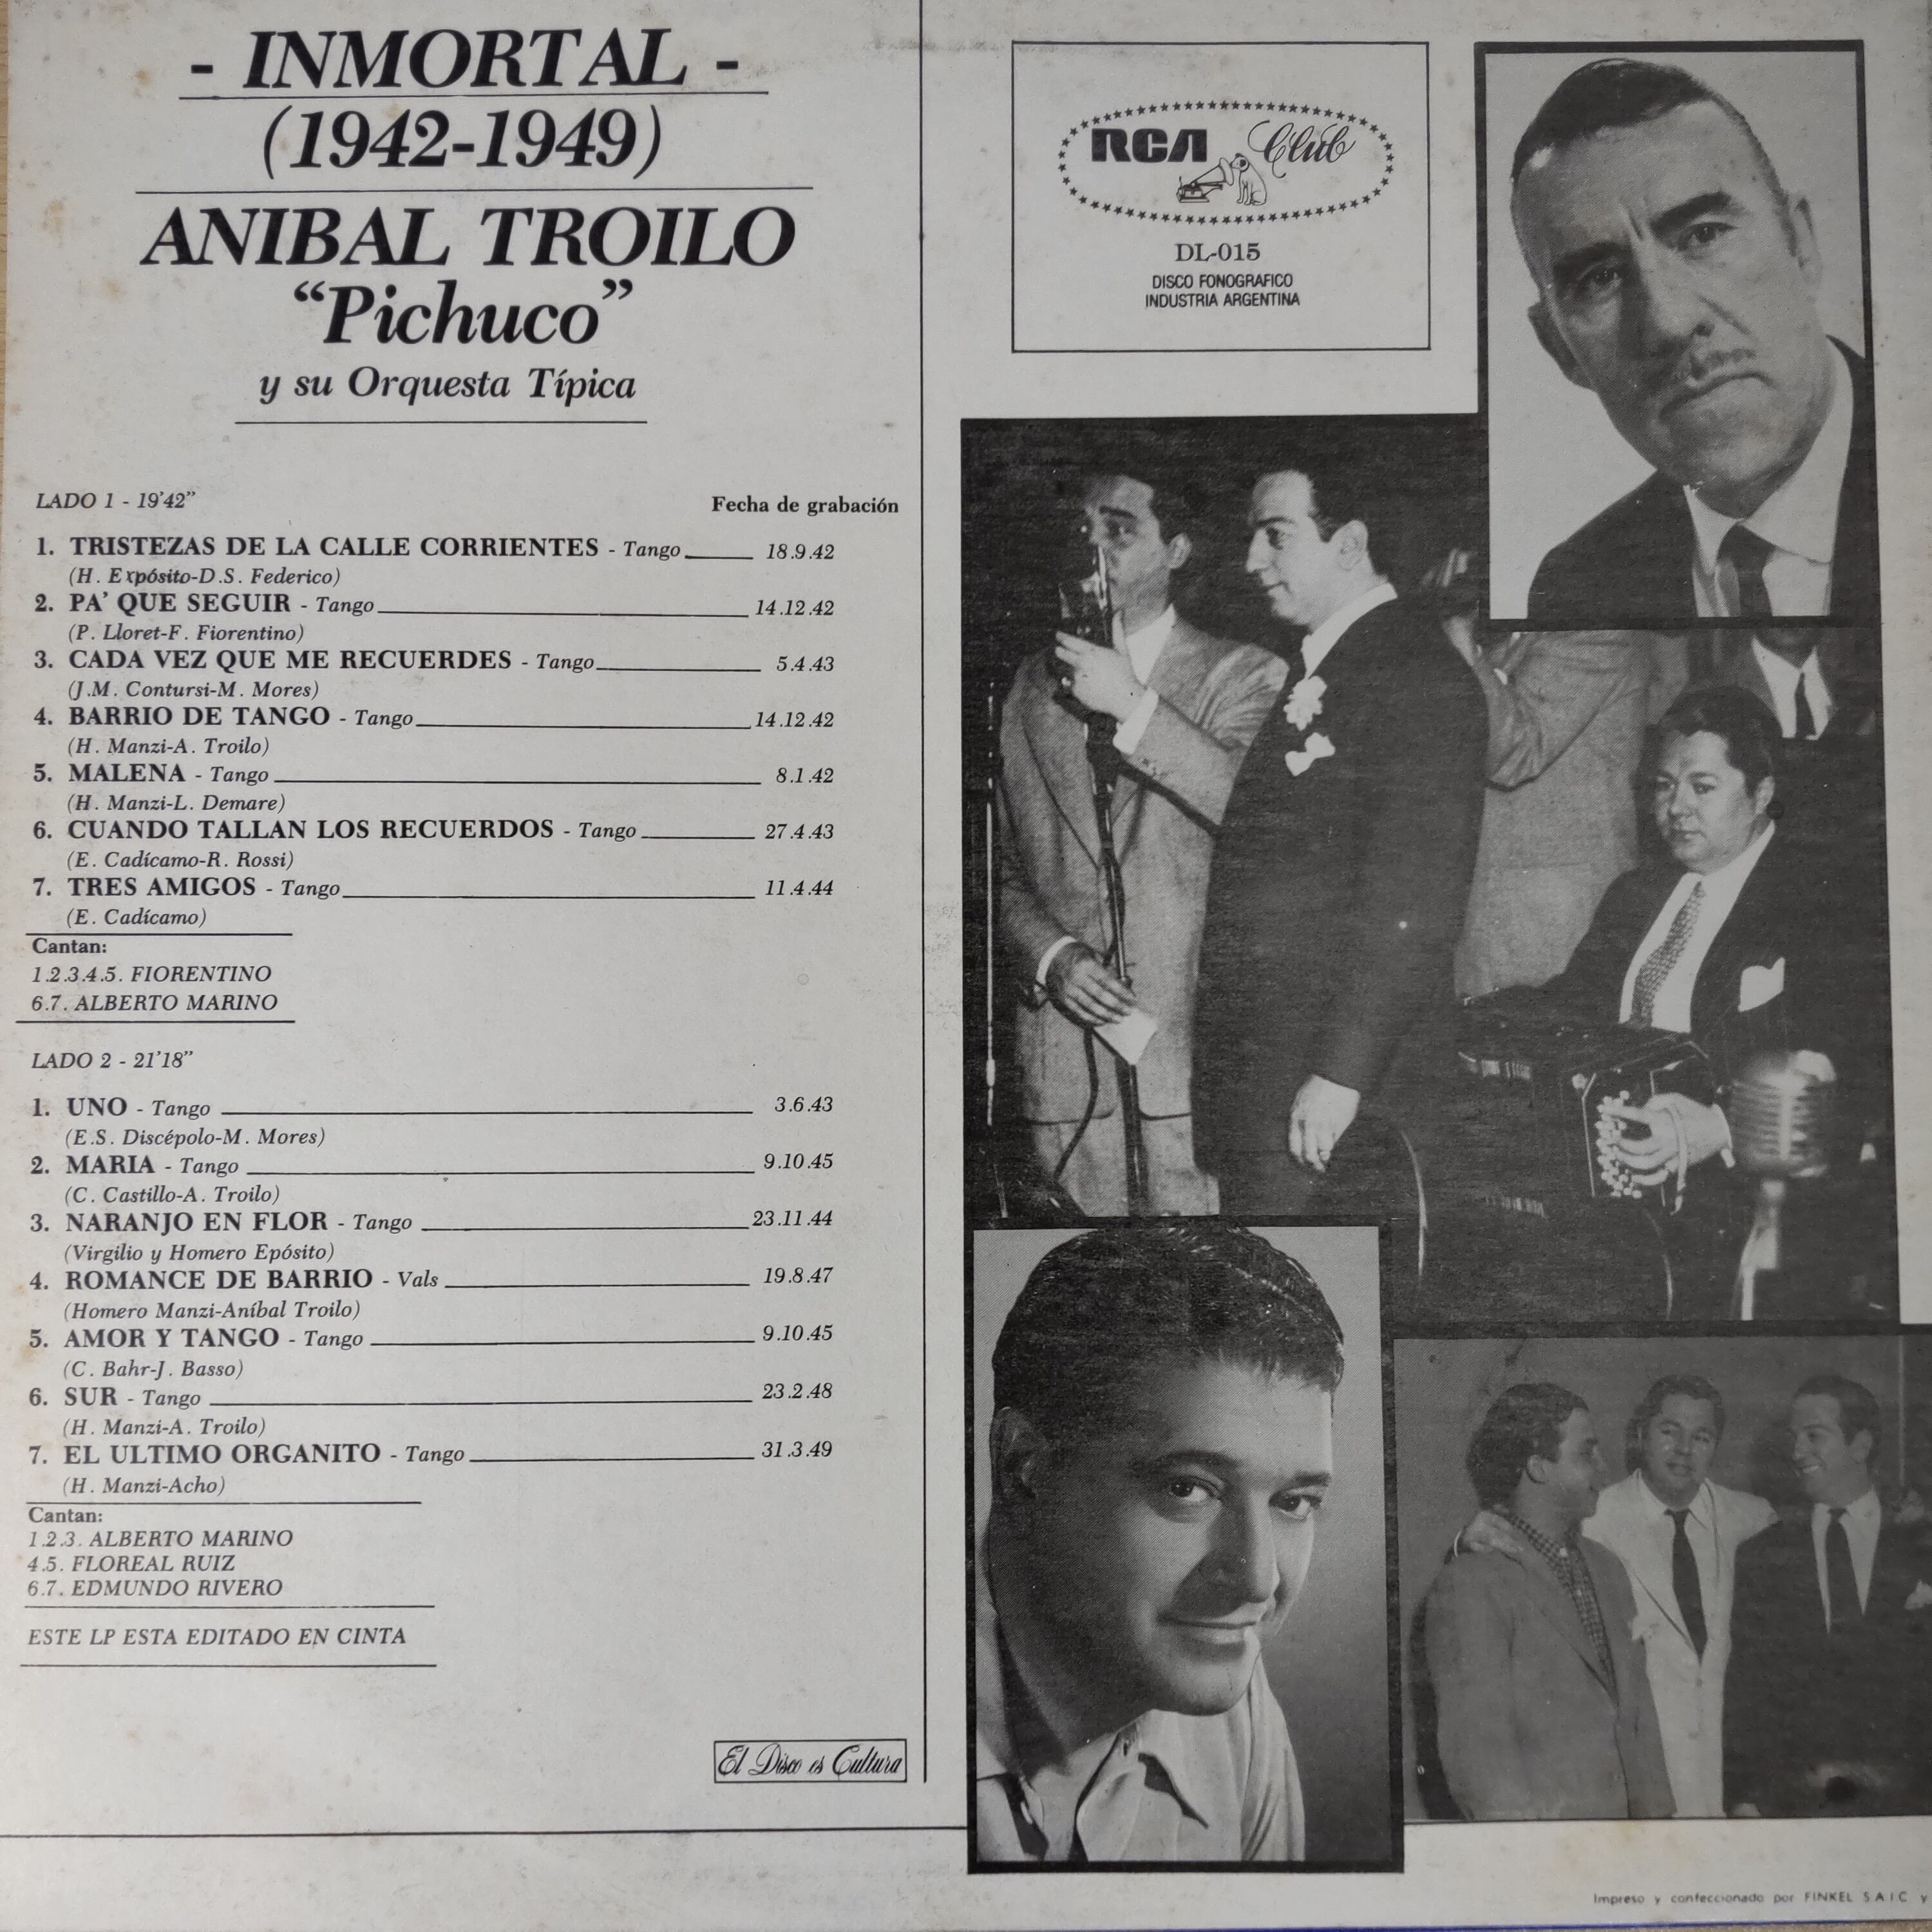 - INMORTAL -
(1942-1949)
ANIBAL TROILO
“Pichuco”
y su Orquesta Típica
LADO 1 - 19’42” Fecha de grabación
1. TRISTEZAS DE LA CALLE CORRIENTES - Tango 18.9.42
(H. Expósito-D.S. Federico)
2. PA’ QUE SEGUIR - Tango 14.12.42
(P. Lloret-F. Fiorentino)
3. CADA VEZ QUE ME RECUERDES - Tango 5.4.43
(J.M. Contursi-M. Mores)
4. BARRIO DE TANGO - Tango 14.12.42
(H. Manzi-A. Troilo)
5. MALENA - Tango 8.1.42
(H. Manzi-L. Demare)
6. CUANDO TALLAN LOS RECUERDOS - Tango 27.4.43
(E. Cadícamo-R. Rossi)
7. TRES AMIGOS - Tango 11.4.44
(E. Cadícamo)
Cantan:
1.2.3.4.5. FIORENTINO
6.7. ALBERTO MARINO
LADO 2 - 21’18”
1. UNO - Tango 3.6.43
(E.S. Discépolo-M. Mores)
2. MARIA - Tango 9.10.45
(C. Castillo-A. Troilo)
3. NARANJO EN FLOR - Tango 23.11.44
(Virgilio y Homero Epósito)
4. ROMANCE DE BARRIO - Vals 19.8.47
(Homero Manzi-Aníbal Troilo)
5. AMOR Y TANGO - Tango 9.10.45
(C. Bahr-J. Basso)
6. SUR - Tango 23.2.48
(H. Manzi-A. Troilo)
7. EL ULTIMO ORGANITO - Tango 31.3.49
(H. Manzi-Acho)
Cantan:
1.2.3. ALBERTO MARINO
4.5. FLOREAL RUIZ
6.7. EDMUNDO RIVERO
ESTE LP ESTA EDITADO EN CINTA
El Disco es Cultura
RCA Club
DL-015
DISCO FONOGRAFICO
INDUSTRIA ARGENTINA
Impreso y confeccionado por FINKEL S.A.I.C. y